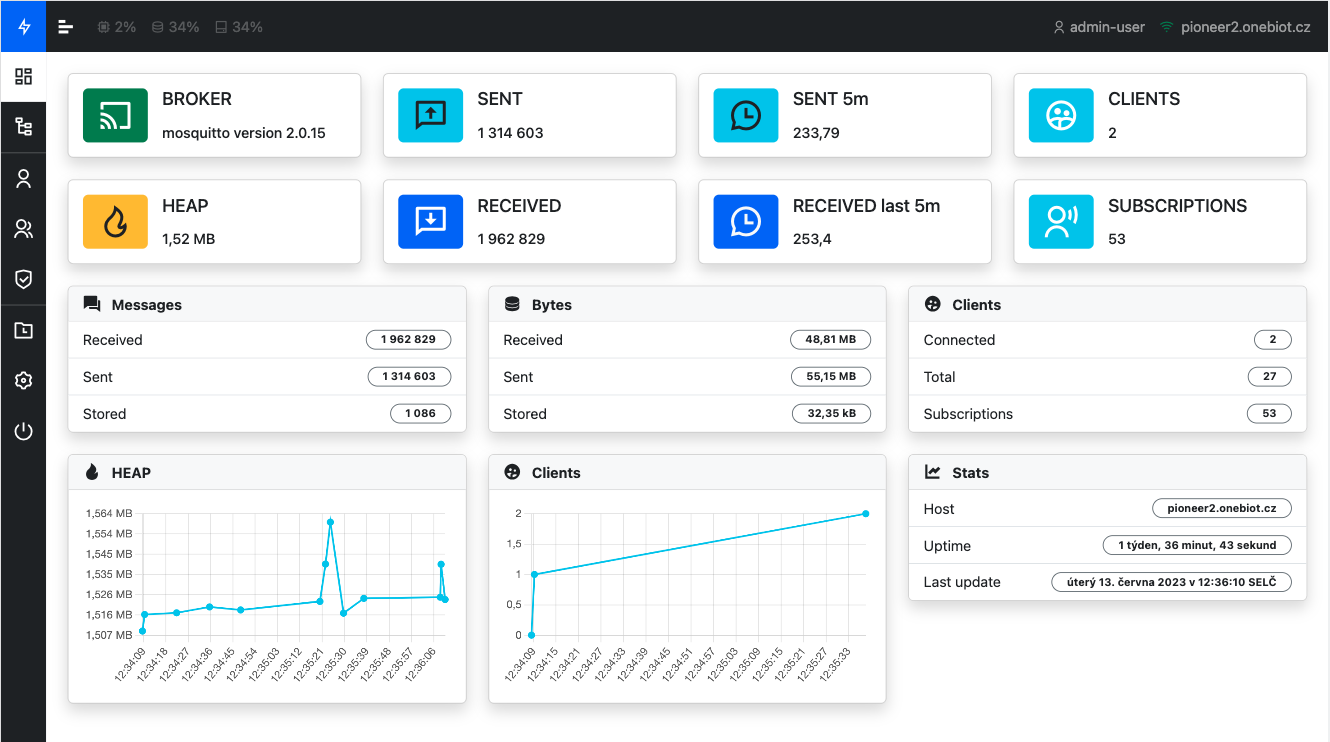 2% 34% 34% admin-user pioneer2.onebiot.cz
BROKER
mosquitto version 2.0.15
SENT
1 314 603
SENT 5m
233,79
CLIENTS
2
HEAP
1,52 MB
RECEIVED
1 962 829
RECEIVED last 5m
253,4
SUBSCRIPTIONS
53
Messages
Received 1 962 829
Sent 1 314 603
Stored 1 086
Bytes
Received 48,81 MB
Sent 55,15 MB
Stored 32,35 kB
Clients
Connected 2
Total 27
Subscriptions 53
HEAP
1,564 MB
1,554 MB
1,545 MB
1,535 MB
1,526 MB
1,516 MB
1,507 MB
12:34:09 12:34:18 12:34:27 12:34:36 12:34:45 12:34:54 12:35:03 12:35:12 12:35:21 12:35:30 12:35:39 12:35:48 12:35:57 12:36:06
Clients
2
1,5
1
0,5
0
12:34:09 12:34:15 12:34:21 12:34:27 12:34:33 12:34:39 12:34:45 12:34:51 12:34:57 12:35:03 12:35:09 12:35:15 12:35:21 12:35:27 12:35:33
Stats
Host pioneer2.onebiot.cz
Uptime 1 týden, 36 minut, 43 sekund
Last update úterý 13. června 2023 v 12:36:10 SELČ